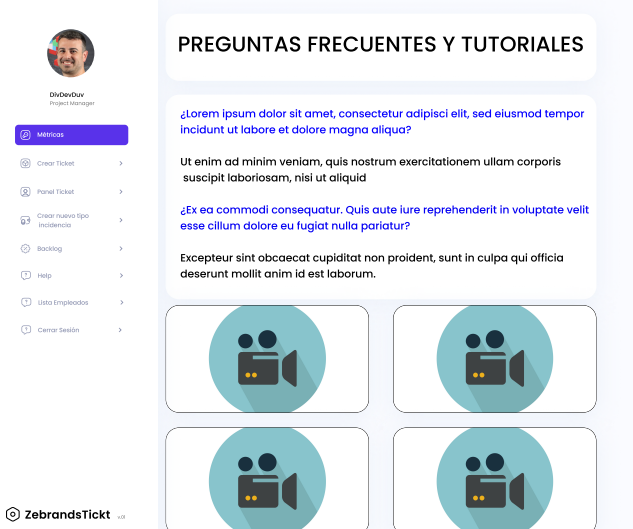 DivDevDuv
Project Manager
Métricas
Crear Ticket
Panel Ticket
Crear nuevo tipo
incidencia
Backlog
Help
Lista Empleados
Cerrar Sesión
ZebrandsTickt
v.01
PREGUNTAS FRECUENTES Y TUTORIALES
¿Lorem ipsum dolor sit amet, consectetur adipisci elit, sed eiusmod tempor
incidunt ut labore et dolore magna aliqua?
Ut enim ad minim veniam, quis nostrum exercitationem ullam corporis
suscipit laboriosam, nisi ut aliquid
¿Ex ea commodi consequatur. Quis aute iure reprehenderit in voluptate velit
esse cillum dolore eu fugiat nulla pariatur?
Excepteur sint obcaecat cupiditat non proident, sunt in culpa qui officia
deserunt mollit anim id est laborum.